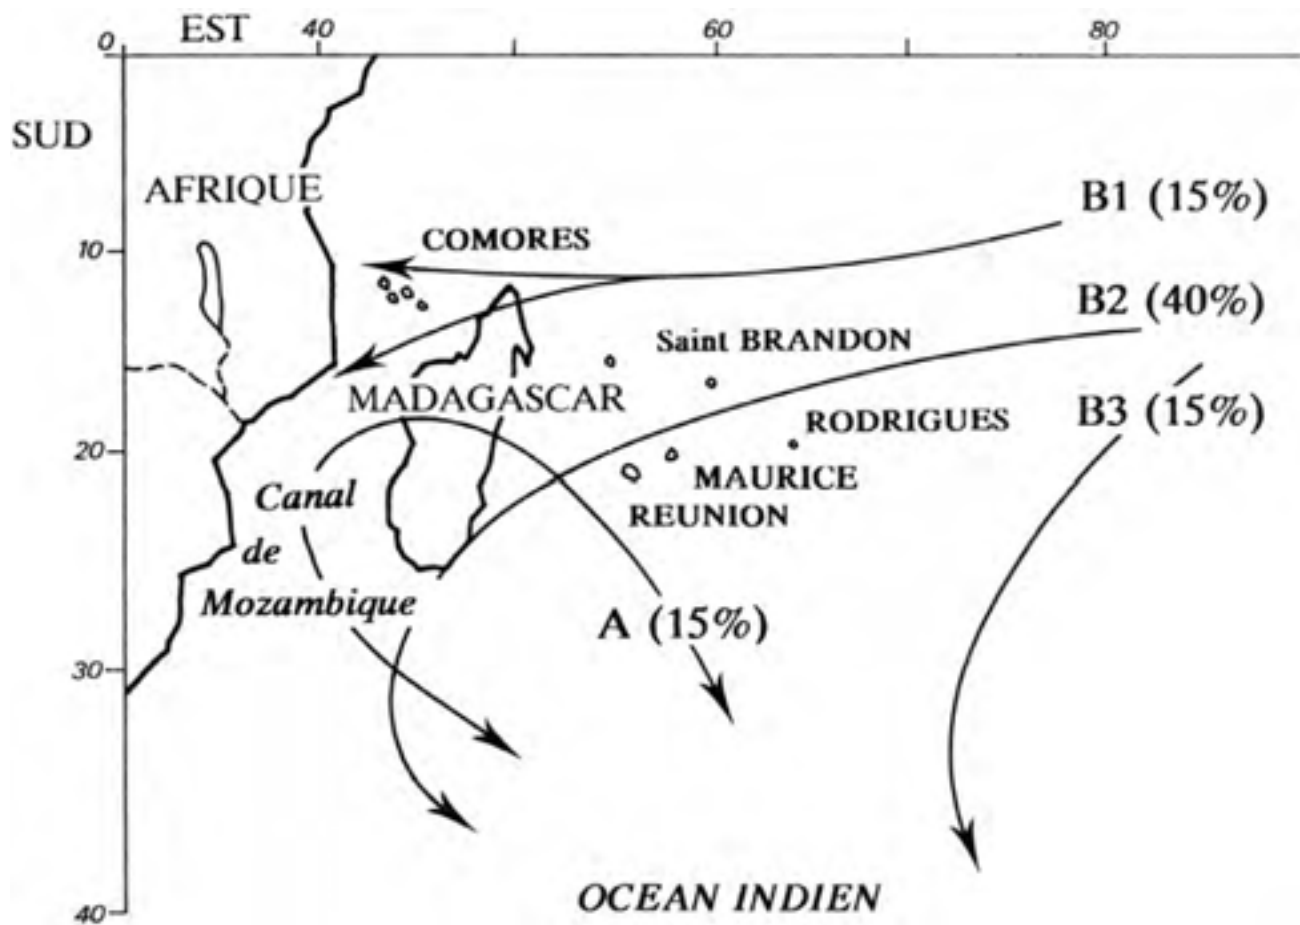 EST 40 60 80
0
SUD
AFRIQUE
B1 (15%)
10
COMORES
B2 (40%)
Saint BRANDON
MADAGASCAR
B3 (15%)
RODRIGUES
20
MAURICE
Canal
REUNION
de
Mozambique
A (15%)
30
OCEAN INDIEN
40